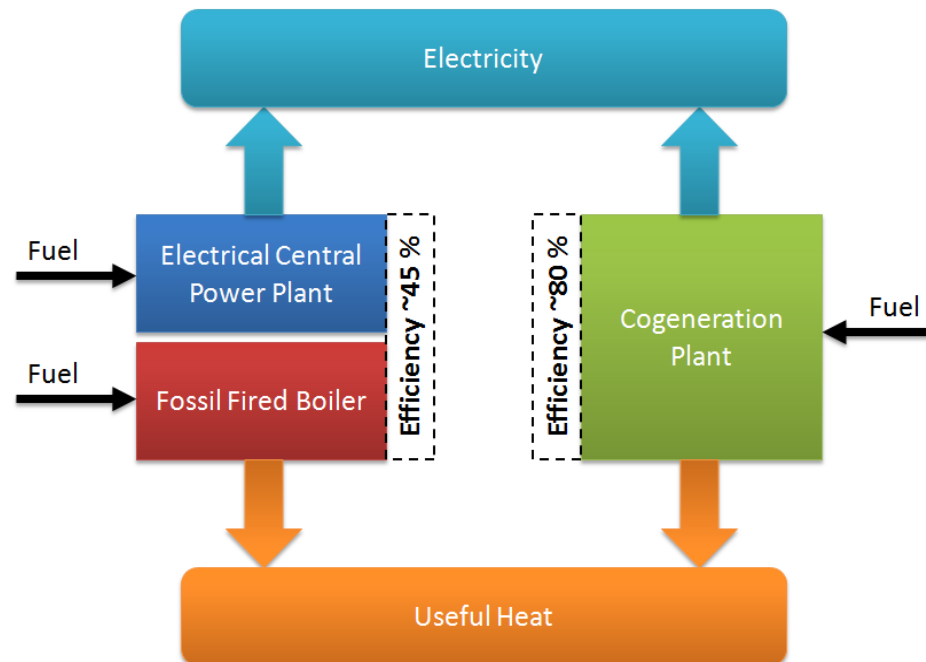 Electricity
Fuel
Electrical Central
Power Plant
Fuel
Fossil Fired Boiler
Efficiency ~45 %
Efficiency ~80 %
Cogeneration
Plant
Fuel
Useful Heat